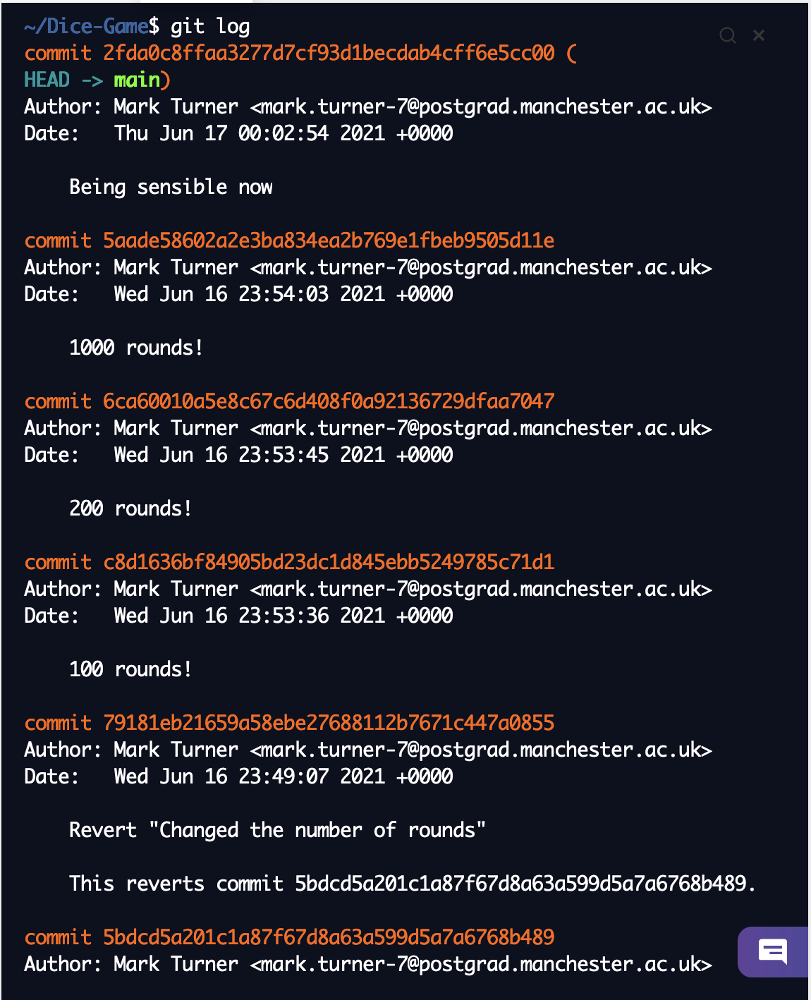 ~/Dice-Game$ git log
commit 2fda0c8ffaa3277d7cf93d1becdab4cff6e5cc00 (
HEAD -> main)
Author: Mark Turner <mark.turner-7@postgrad.manchester.ac.uk>
Date:   Thu Jun 17 00:02:54 2021 +0000
    Being sensible now
commit 5aade58602a2e3ba834ea2b769e1fbeb9505d11e
Author: Mark Turner <mark.turner-7@postgrad.manchester.ac.uk>
Date:   Wed Jun 16 23:54:03 2021 +0000
    1000 rounds!
commit 6ca60010a5e8c67c6d408f0a92136729dfaa7047
Author: Mark Turner <mark.turner-7@postgrad.manchester.ac.uk>
Date:   Wed Jun 16 23:53:45 2021 +0000
    200 rounds!
commit c8d1636bf84905bd23dc1d845ebb5249785c71d1
Author: Mark Turner <mark.turner-7@postgrad.manchester.ac.uk>
Date:   Wed Jun 16 23:53:36 2021 +0000
    100 rounds!
commit 79181eb21659a58ebe27688112b7671c447a0855
Author: Mark Turner <mark.turner-7@postgrad.manchester.ac.uk>
Date:   Wed Jun 16 23:49:07 2021 +0000
    Revert "Changed the number of rounds"
    This reverts commit 5bdcd5a201c1a87f67d8a63a599d5a7a6768b489.
commit 5bdcd5a201c1a87f67d8a63a599d5a7a6768b489
Author: Mark Turner <mark.turner-7@postgrad.manchester.ac.uk>